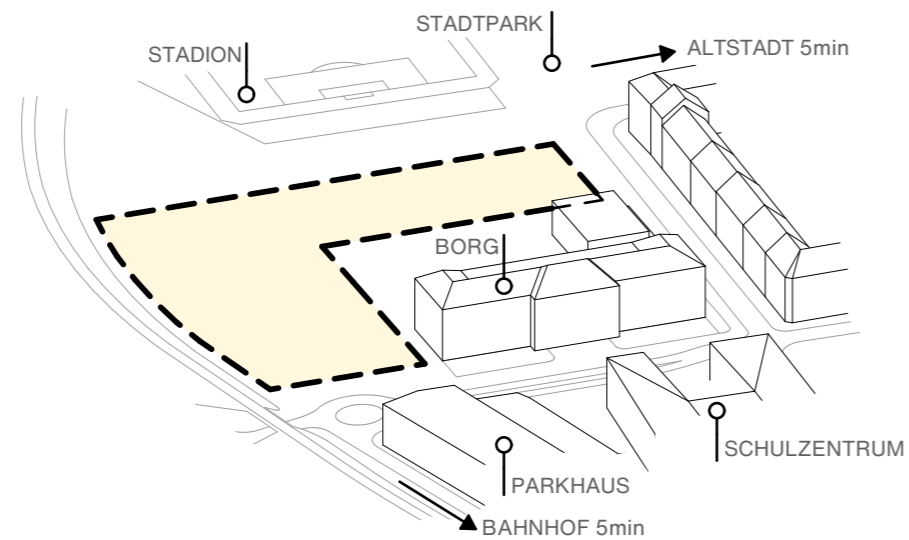 STADTPARK
STADION
ALTSTADT 5min
BORG
SCHULZENTRUM
PARKHAUS
BAHNHOF 5min